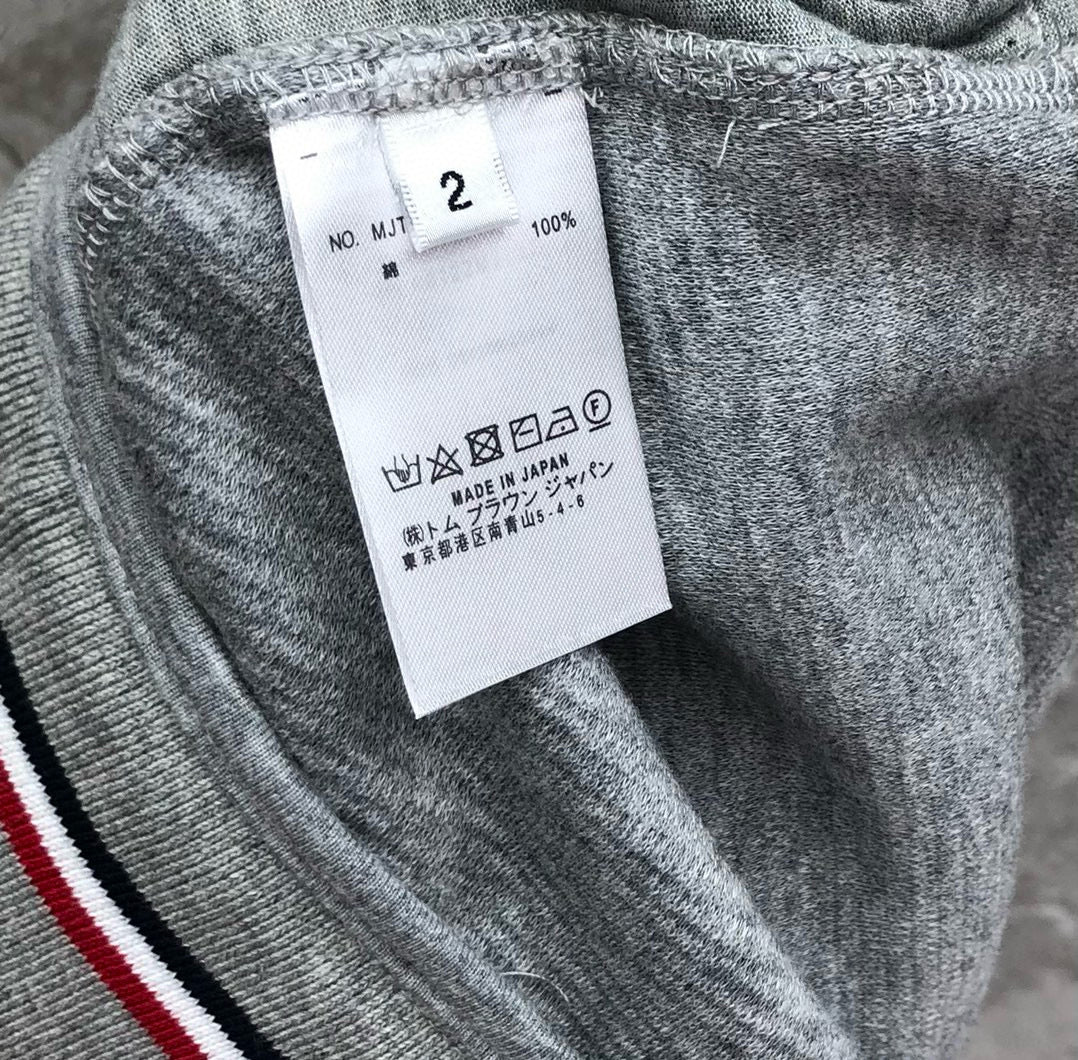 2
NO. MJT
綿 100%
F
MADE IN JAPAN
(株)トム ブラウン ジャパン
東京都港区南青山5-4-6